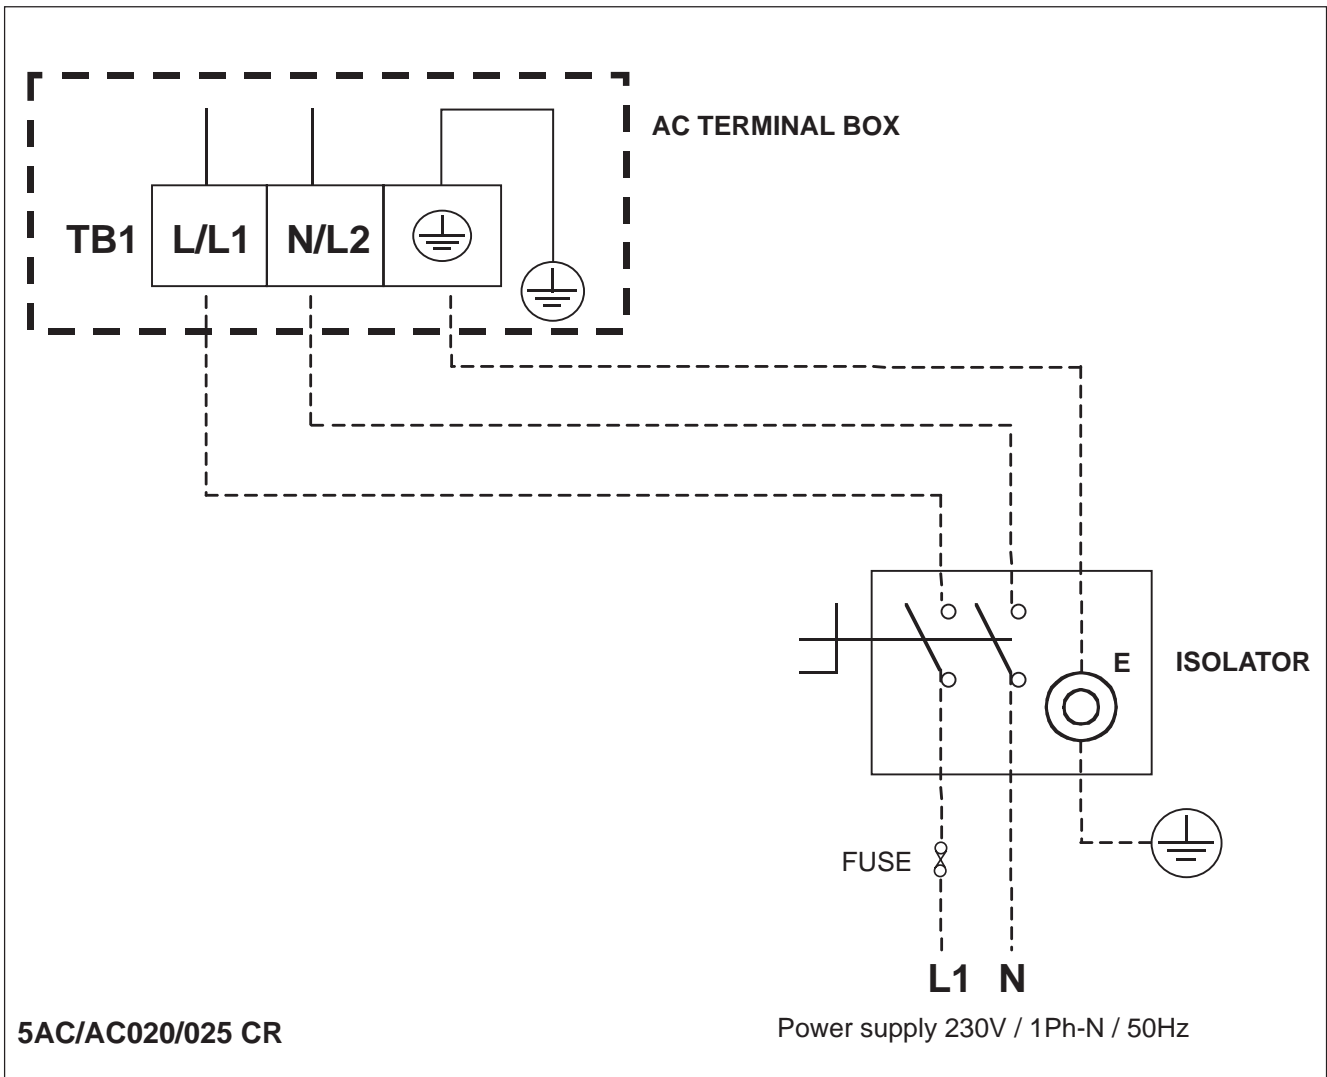 AC TERMINAL BOX
TB1 L/L1 N/L2
E
ISOLATOR
FUSE
L1 N
Power supply 230V / 1Ph-N / 50Hz
5AC/AC020/025 CR